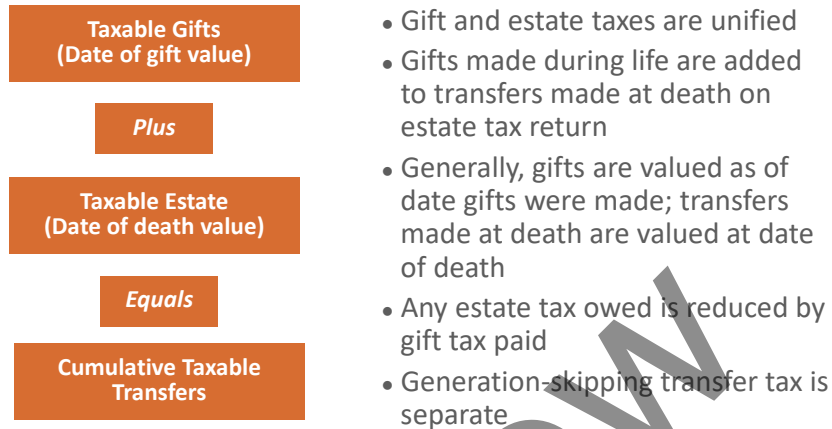 Taxable Gifts
(Date of gift value)
Plus
Taxable Estate
(Date of death value)
Equals
Cumulative Taxable
Transfers
• Gift and estate taxes are unified
• Gifts made during life are added
to transfers made at death on
estate tax return
• Generally, gifts are valued as of
date gifts were made; transfers
made at death are valued at date
of death
• Any estate tax owed is reduced by
gift tax paid
• Generation-skipping transfer tax is
separate